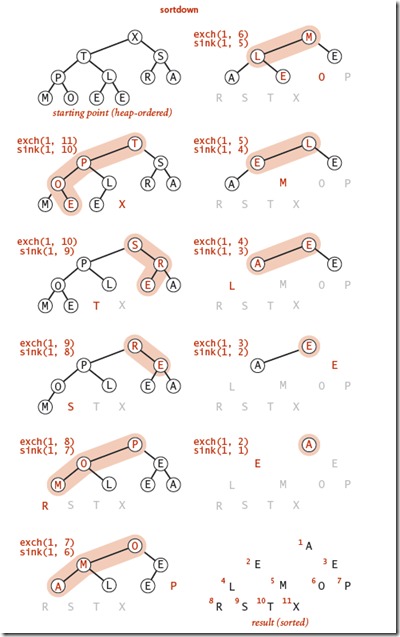 sortdown
X
T S
P L R A
M O E E
starting point (heap-ordered)
exch(1, 11) T
sink(1, 10) P S
O L R A
M E E X
exch(1, 10) S
sink(1, 9) P R
O L E A
M E T X
exch(1, 9) R
sink(1, 8) P E
O L E A
M S T X
exch(1, 8) P
sink(1, 7) O E
M L E A
R S T X
exch(1, 7) O
sink(1, 6) M E
A L E P
R S T X
exch(1, 6) M
sink(1, 5) L E
A E O P
R S T X
exch(1, 5) L
sink(1, 4) E E
A M O P
R S T X
exch(1, 4) E
sink(1, 3) A E
L M O P
R S T X
exch(1, 3) E
sink(1, 2) A E
L M O P
R S T X
exch(1, 2) A
sink(1, 1) E E
L M O P
R S T X
1 A
2 E 3 E
4 L 5 M 6 O 7 P
8 R 9 S 10 T 11 X
result (sorted)